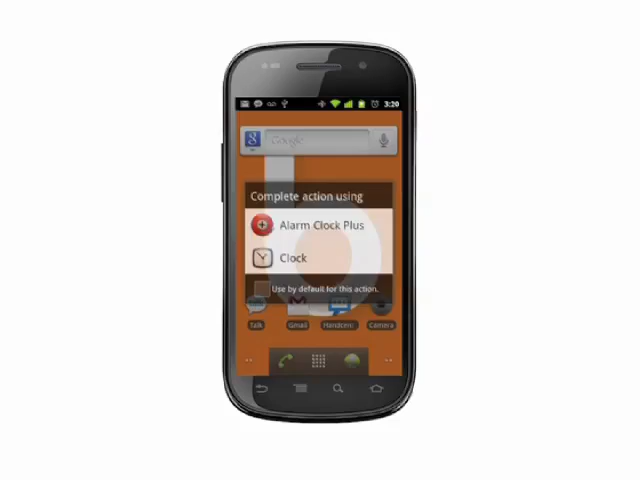 3:20
Google
Complete action using
Alarm Clock Plus
Clock
Use by default for this action.
Talk Gmail Handcent Camera